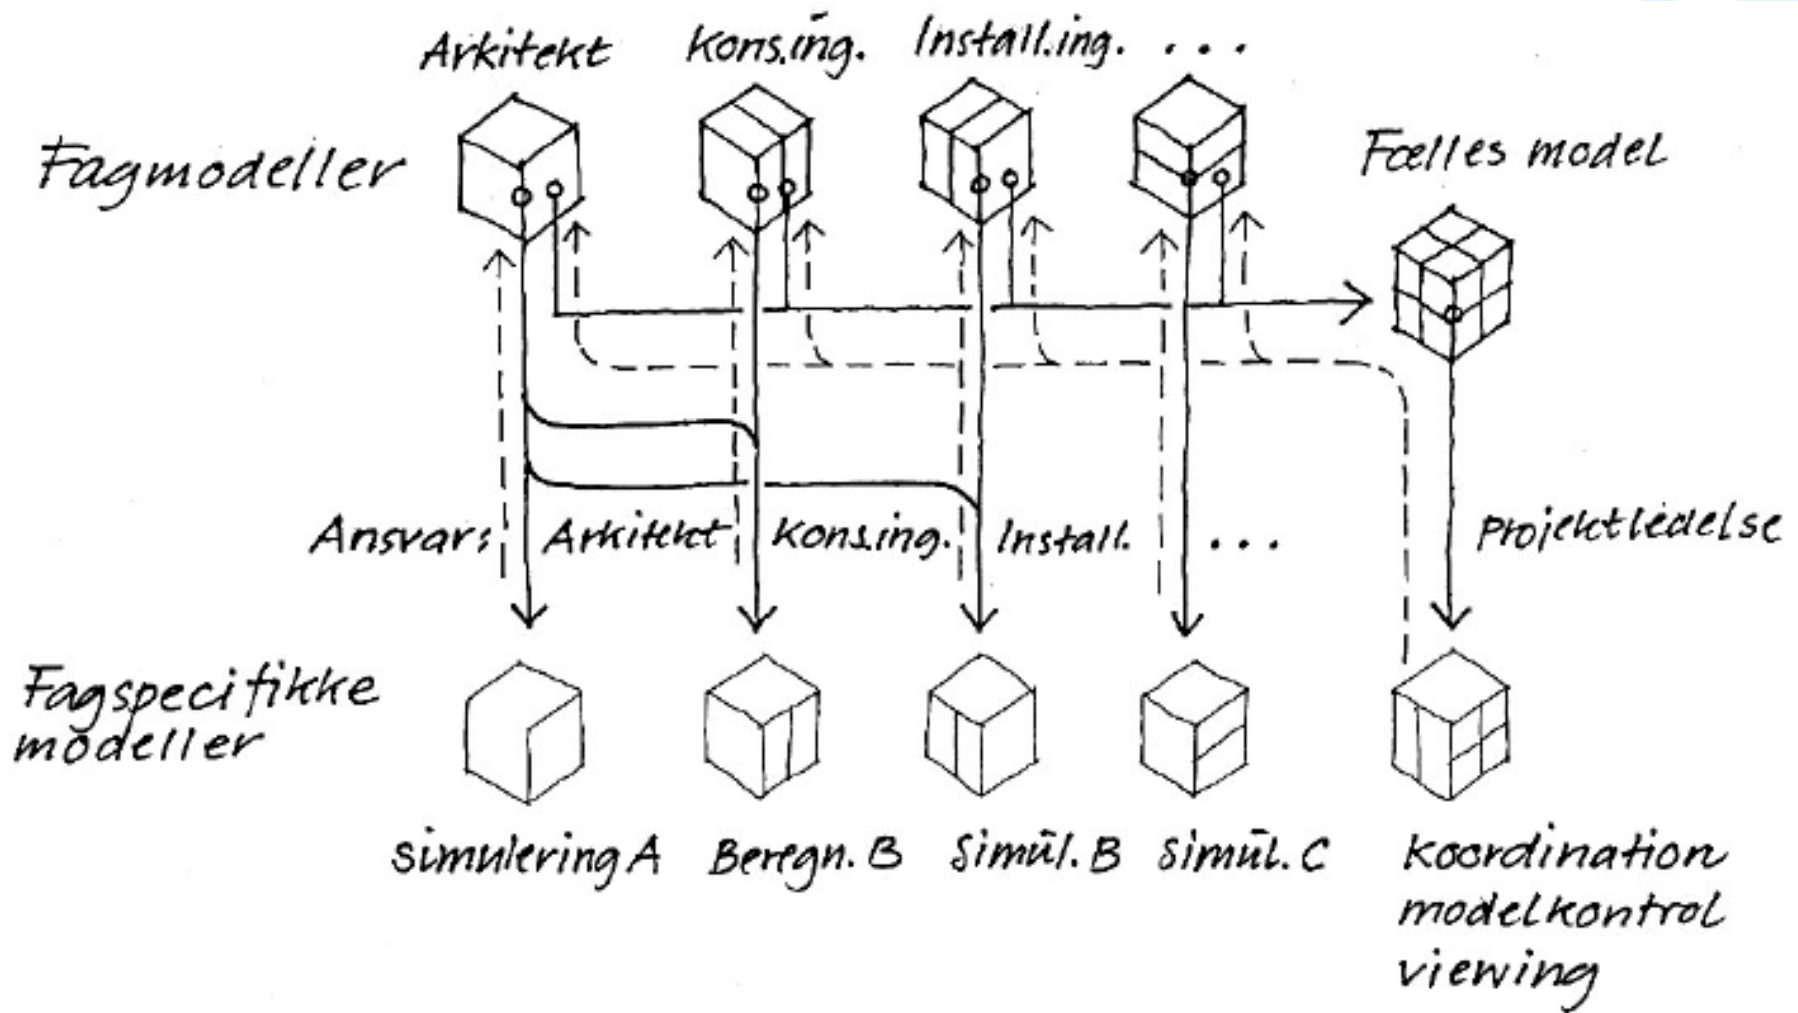 Arkitekt Kons.ing. Install.ing. ...
Fagmodeller
Fælles model
Ansvar: Arkitekt Kons.ing. Install. ... Projektledelse
Fagspecifikke
modeller
Simulering A Beregn. B Simul. B Simul. C Koordination
modelkontrol
viewing